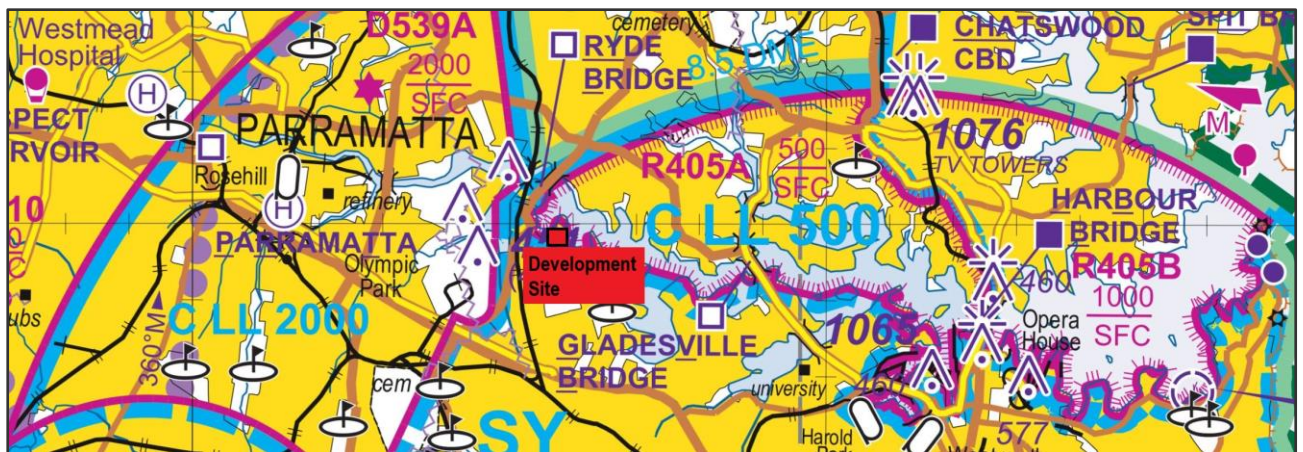 Westmead
Hospital
D539A
2000
SFC
cemetery
RYDE
BRIDGE
8.5 DME
CHATSWOOD
CBD
H
PECT
RVOIR
PARRAMATTA
Rosehill
refinery
H
PARRAMATTA
Olympic
Park
R405A
500
SFC
1076
TV TOWERS
M
HARBOUR
BRIDGE
R405B
1000
SFC
460
10
C LL 500
Development
Site
ubs
360°M
C LL 2000
GLADESVILLE
BRIDGE
1065
Opera
House
university
cem
SY
577
Harold